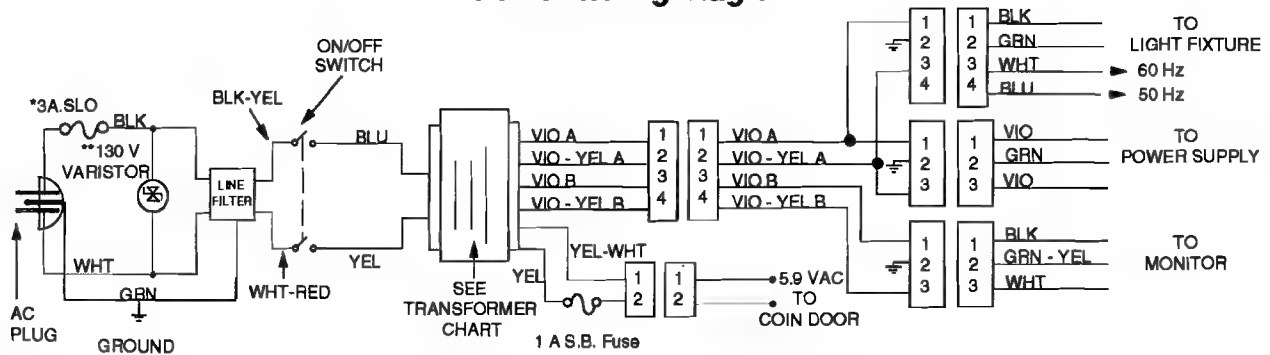 ON/OFF
SWITCH
BLK-YEL
*3A.SLO
BLK
**130 V
VARISTOR
LINE
FILTER
WHT
GRN
AC
PLUG
GROUND
WHT-RED
BLU
YEL
SEE
TRANSFORMER
CHART
VIO A
VIO - YEL A
VIO B
VIO - YEL B
1
2
3
4
1
2
3
4
VIO A
VIO - YEL A
VIO B
VIO - YEL B
YEL-WHT
YEL
1 A S.B. Fuse
1
2
1
2
5.9 VAC
TO
COIN DOOR
1
2
3
4
1
2
3
4
BLK
GRN
WHT
BLU
TO
LIGHT FIXTURE
60 Hz
50 Hz
1
2
3
1
2
3
VIO
GRN
VIO
TO
POWER SUPPLY
1
2
3
1
2
3
BLK
GRN - YEL
WHT
TO
MONITOR